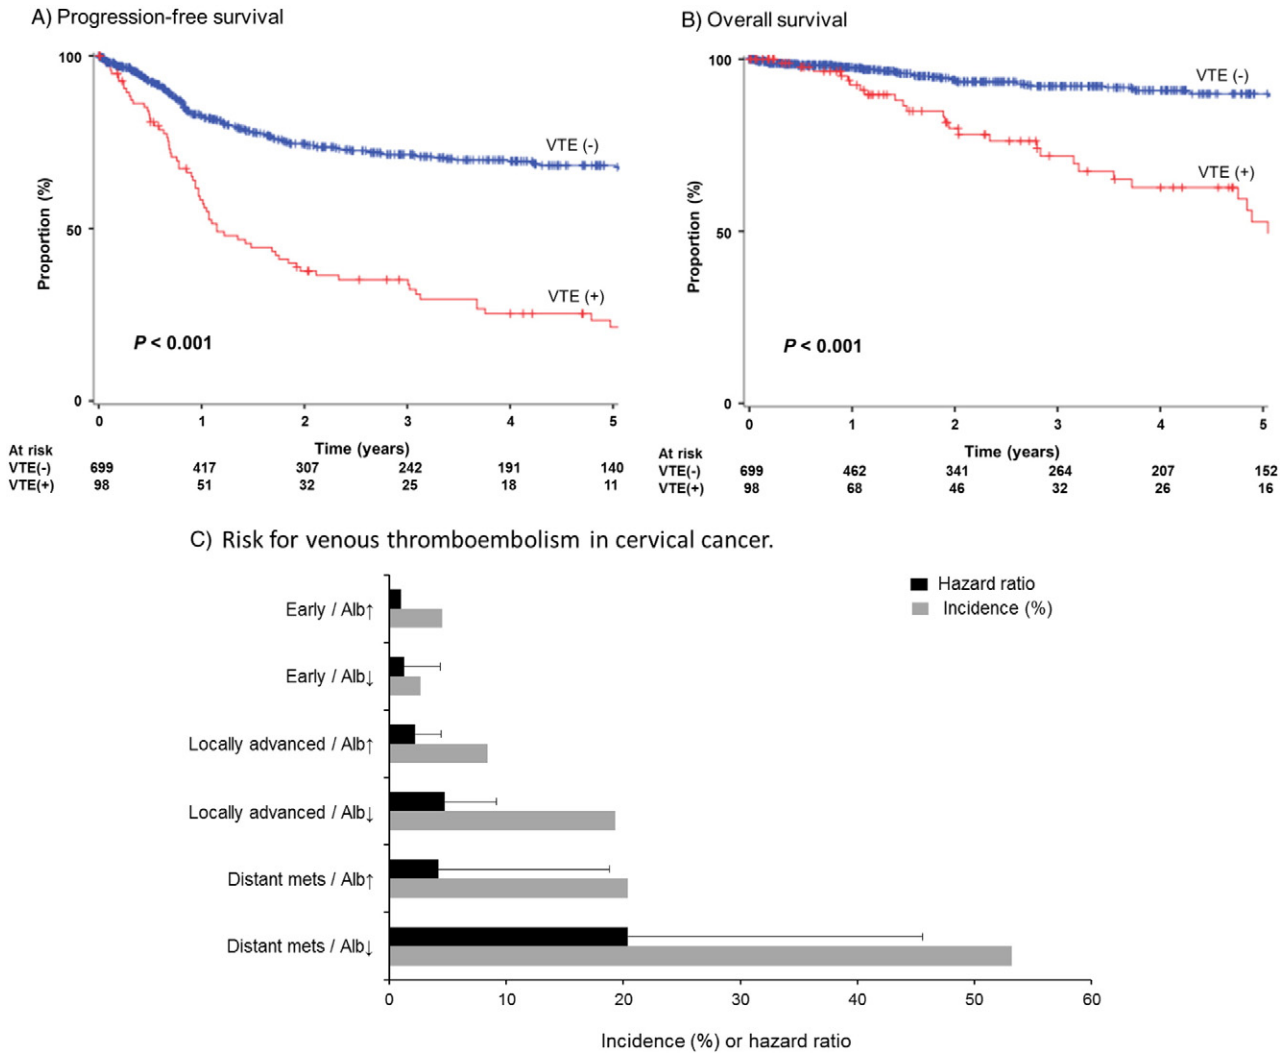 A) Progression-free survival
100
50
0
Proportion (%)
VTE (-)
VTE (+)
P < 0.001
0 1 2 3 4 5
Time (years)
At risk
VTE(-) 699 417 307 242 191 140
VTE(+) 98 51 32 25 18 11
B) Overall survival
100
50
0
Proportion (%)
VTE (-)
VTE (+)
P < 0.001
0 1 2 3 4 5
Time (years)
At risk
VTE(-) 699 462 341 264 207 152
VTE(+) 98 68 46 32 26 16
C) Risk for venous thromboembolism in cervical cancer.
Hazard ratio
Incidence (%)
Early / Alb↑
Early / Alb↓
Locally advanced / Alb↑
Locally advanced / Alb↓
Distant mets / Alb↑
Distant mets / Alb↓
0 10 20 30 40 50 60
Incidence (%) or hazard ratio